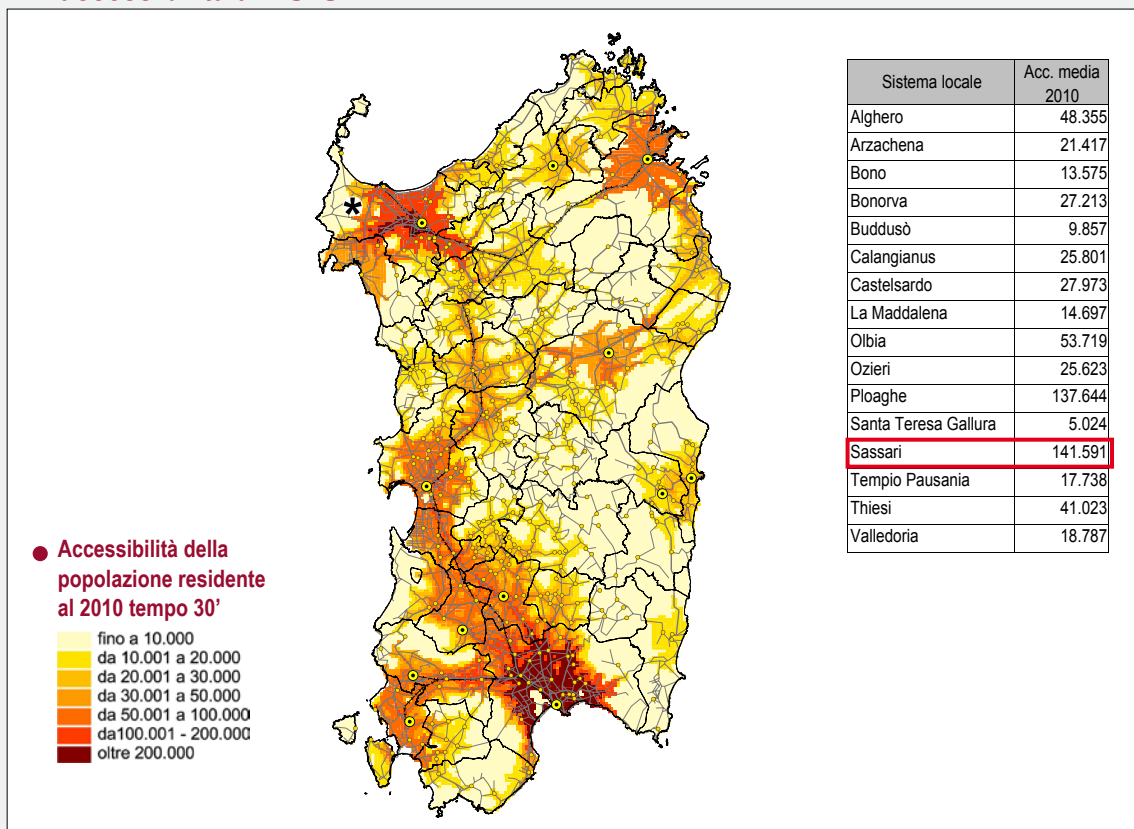 Sistema locale Acc. media 2010
Alghero 48.355
Arzachena 21.417
Bono 13.575
Bonorva 27.213
Buddusò 9.857
Calangianus 25.801
Castelsardo 27.973
La Maddalena 14.697
Olbia 53.719
Ozieri 25.623
Ploaghe 137.644
Santa Teresa Gallura 5.024
Sassari 141.591
Tempio Pausania 17.738
Thiesi 41.023
Valledoria 18.787
*
● Accessibilità della
popolazione residente
al 2010 tempo 30’
fino a 10.000
da 10.001 a 20.000
da 20.001 a 30.000
da 30.001 a 50.000
da 50.001 a 100.000
da100.001 - 200.000
oltre 200.000